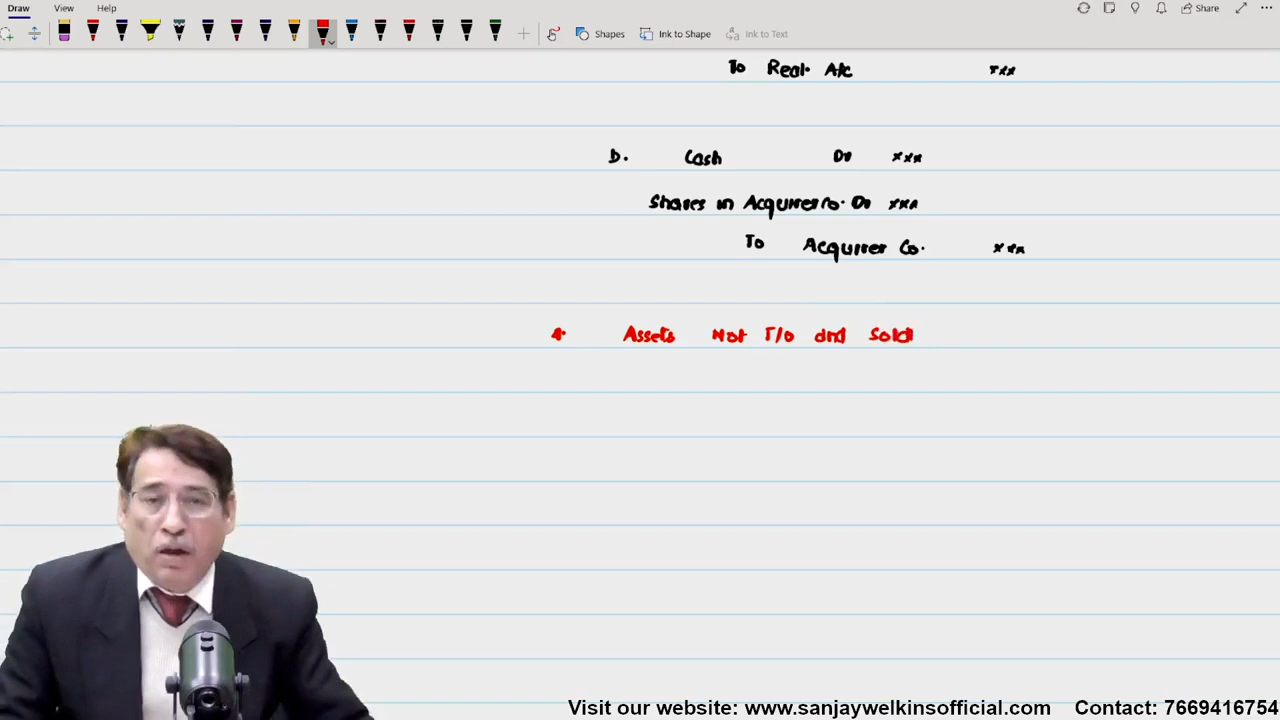 Draw View Help Share
Shapes Ink to Shape Ink to Text
To Real. A/c xxx
D. Cash Dr xxx
Shares in Acquirer Co. Dr xxx
To Acquirer Co. xxx
4. Assets Not T/o and Sold
Visit our website: www.sanjaywelkinsofficial.com Contact: 7669416754